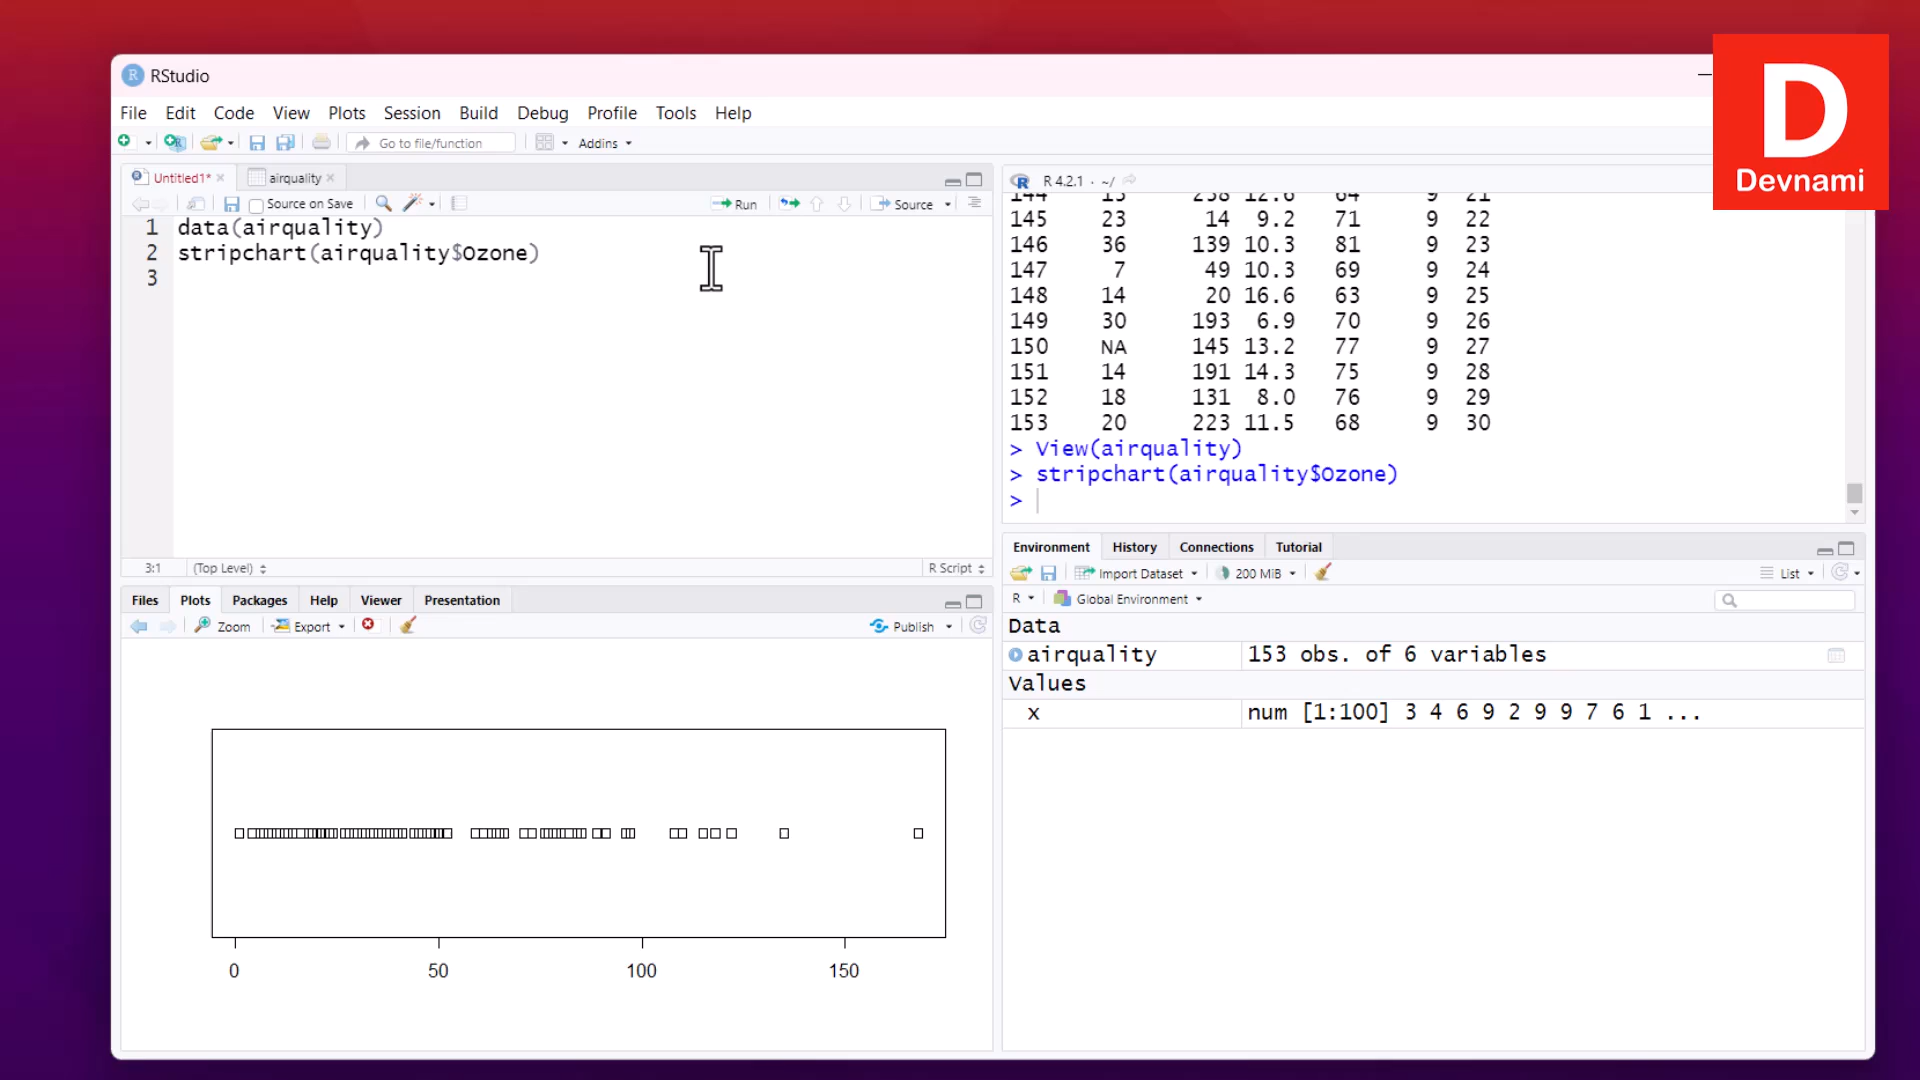 RStudio
File Edit Code View Plots Session Build Debug Profile Tools Help
Go to file/function Addins
Untitled1* airquality
Source on Save Run Source
1 data(airquality)
2 stripchart(airquality$Ozone)
3
3:1 (Top Level) R Script
Files Plots Packages Help Viewer Presentation
Zoom Export Publish
0 50 100 150
R 4.2.1 · ~/
144 13 238 12.6 64 9 21
145 23 14 9.2 71 9 22
146 36 139 10.3 81 9 23
147 7 49 10.3 69 9 24
148 14 20 16.6 63 9 25
149 30 193 6.9 70 9 26
150 NA 145 13.2 77 9 27
151 14 191 14.3 75 9 28
152 18 131 8.0 76 9 29
153 20 223 11.5 68 9 30
> View(airquality)
> stripchart(airquality$Ozone)
>
Environment History Connections Tutorial
Import Dataset 200 MiB List
R Global Environment
Data
airquality 153 obs. of 6 variables
Values
x num [1:100] 3 4 6 9 2 9 9 7 6 1 ...
D
Devnami